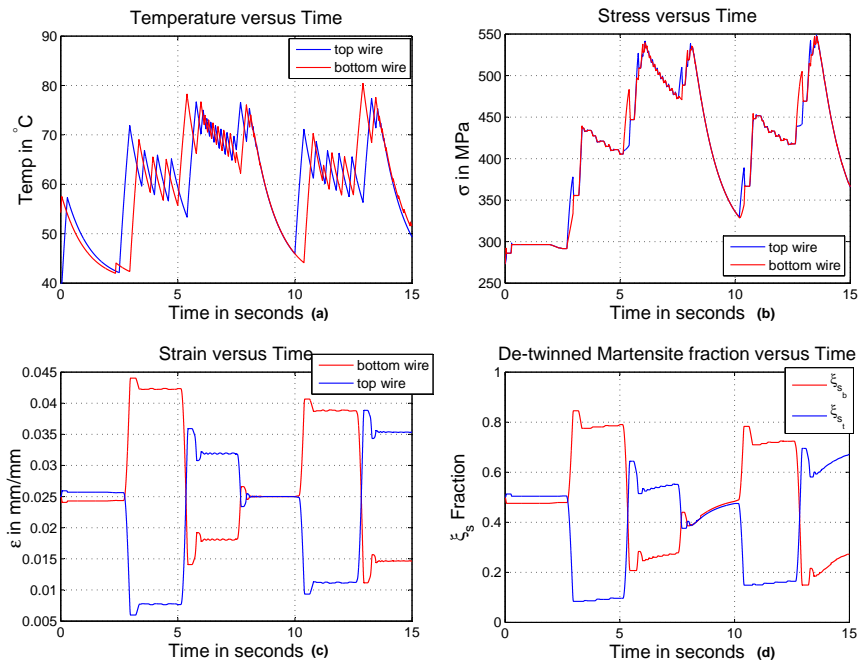 Temperature versus Time
90
80
70
60
50
40
Temp in °C
0
5
10
15
Time in seconds (a)
top wire
bottom wire
Stress versus Time
550
500
450
400
350
300
250
σ in MPa
0
5
10
15
Time in seconds (b)
top wire
bottom wire
Strain versus Time
0.045
0.04
0.035
0.03
0.025
0.02
0.015
0.01
0.005
ε in mm/mm
0
5
10
15
Time in seconds (c)
bottom wire
top wire
De-twinned Martensite fraction versus Time
1
0.8
0.6
0.4
0.2
0
ξs Fraction
0
5
10
15
Time in seconds (d)
ξsb
ξst